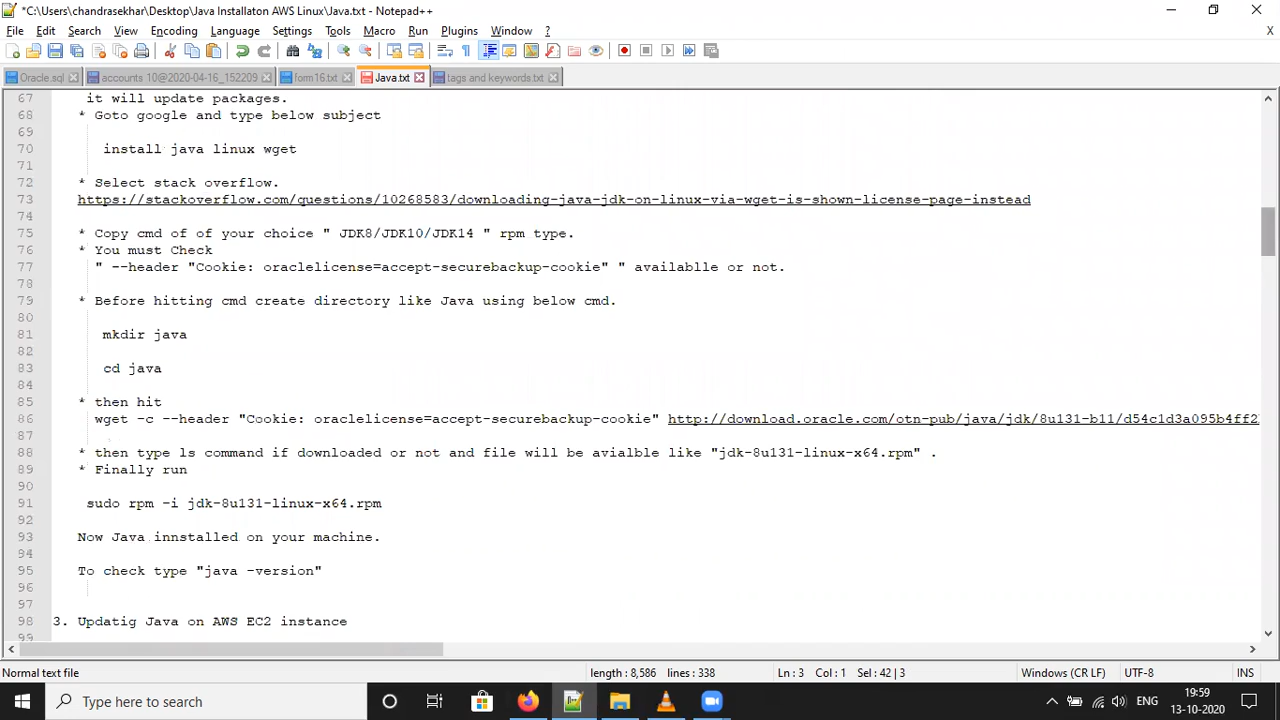 *C:\Users\chandrasekhar\Desktop\Java Installaton AWS Linux\Java.txt - Notepad++
File Edit Search View Encoding Language Settings Tools Macro Run Plugins Window ? X
Oracle.sql accounts 10@2020-04-16_152209 form16.txt Java.txt tags and keywords.txt
67 it will update packages.
68 * Goto google and type below subject
69
70 install java linux wget
71
72 * Select stack overflow.
73 https://stackoverflow.com/questions/10268583/downloading-java-jdk-on-linux-via-wget-is-shown-license-page-instead
74
75 * Copy cmd of of your choice " JDK8/JDK10/JDK14 " rpm type.
76 * You must Check
77 " --header "Cookie: oraclelicense=accept-securebackup-cookie" " availablle or not.
78
79 * Before hitting cmd create directory like Java using below cmd.
80
81 mkdir java
82
83 cd java
84
85 * then hit
86 wget -c --header "Cookie: oraclelicense=accept-securebackup-cookie" http://download.oracle.com/otn-pub/java/jdk/8u131-b11/d54c1d3a095b4ff2
87
88 * then type ls command if downloaded or not and file will be avialble like "jdk-8u131-linux-x64.rpm" .
89 * Finally run
90
91 sudo rpm -i jdk-8u131-linux-x64.rpm
92
93 Now Java innstalled on your machine.
94
95 To check type "java -version"
96
97
98 3. Updatig Java on AWS EC2 instance
99
Normal text file length : 8,586 lines : 338 Ln : 3 Col : 1 Sel : 42 | 3 Windows (CR LF) UTF-8 INS
Type here to search ENG 19:59
13-10-2020